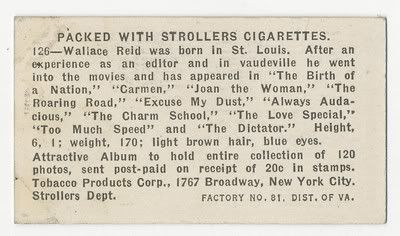 PACKED WITH STROLLERS CIGARETTES.
126—Wallace Reid was born in St. Louis. After an
experience as an editor and in vaudeville he went
into the movies and has appeared in "The Birth of
a Nation," "Carmen," "Joan the Woman," "The
Roaring Road," "Excuse My Dust," "Always Auda-
cious," "The Charm School," "The Love Special,"
"Too Much Speed" and "The Dictator." Height,
6, 1; weight, 170; light brown hair, blue eyes.
Attractive Album to hold entire collection of 120
photos, sent post-paid on receipt of 20c in stamps.
Tobacco Products Corp., 1767 Broadway, New York City.
Strollers Dept. FACTORY NO. 81, DIST. OF VA.